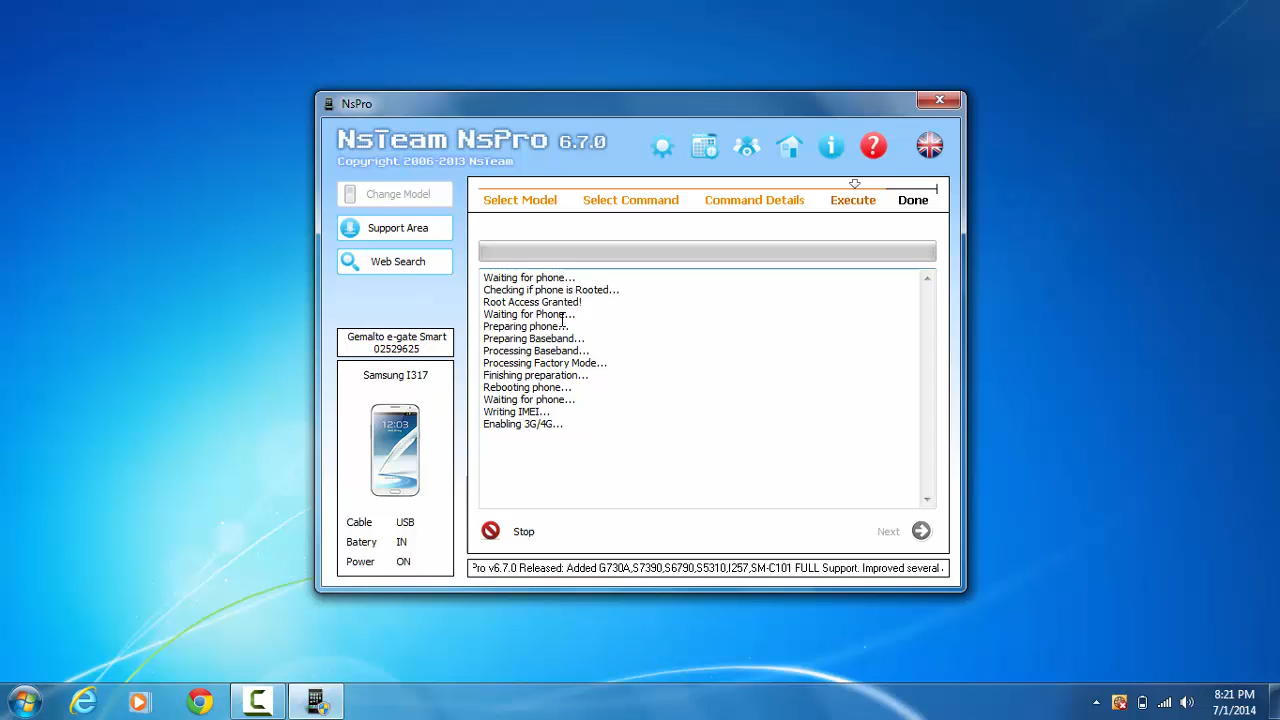 NsPro
NsTeam NsPro 6.7.0
Copyright 2006-2013 NsTeam
Change Model
Support Area
Web Search
Gemalto e-gate Smart
02529625
Samsung I317
12:03
Cable USB
Batery IN
Power ON
Select Model Select Command Command Details Execute Done
Waiting for phone...
Checking if phone is Rooted...
Root Access Granted!
Waiting for Phone...
Preparing phone...
Preparing Baseband...
Processing Baseband...
Processing Factory Mode...
Finishing preparation...
Rebooting phone...
Waiting for phone...
Writing IMEI...
Enabling 3G/4G...
Stop Next
Pro v6.7.0 Released: Added G730A,S7390,S6790,S5310,I257,SM-C101 FULL Support. Improved several
8:21 PM
7/1/2014